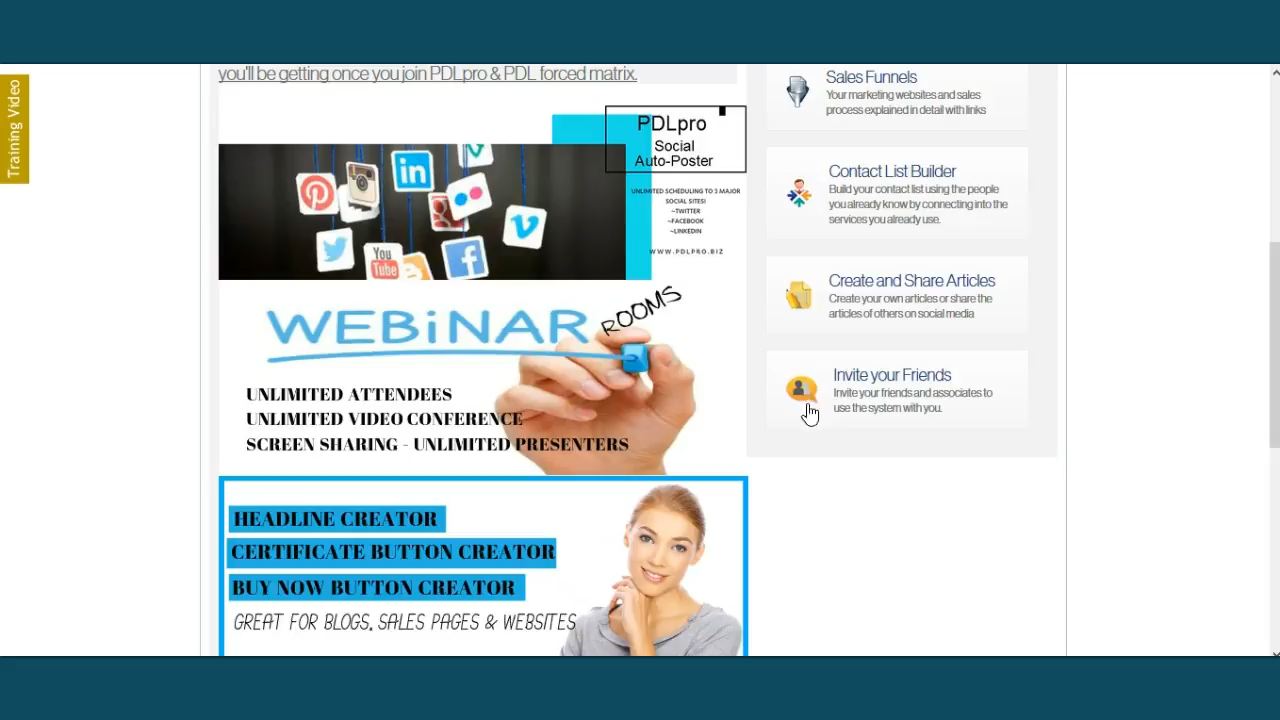 Training Video
you'll be getting once you join PDLpro & PDL forced matrix.
PDLpro
Social
Auto-Poster
UNLIMITED SCHEDULING TO 3 MAJOR
SOCIAL SITES!
~TWITTER
~FACEBOOK
~LINKEDIN
WWW.PDLPRO.BIZ
in
You
Tube
f
WEBiNAR ROOMS
UNLIMITED ATTENDEES
UNLIMITED VIDEO CONFERENCE
SCREEN SHARING - UNLIMITED PRESENTERS
HEADLINE CREATOR
CERTIFICATE BUTTON CREATOR
BUY NOW BUTTON CREATOR
GREAT FOR BLOGS, SALES PAGES & WEBSITES
Sales Funnels
Your marketing websites and sales
process explained in detail with links
Contact List Builder
Build your contact list using the people
you already know by connecting into the
services you already use.
Create and Share Articles
Create your own articles or share the
articles of others on social media
Invite your Friends
Invite your friends and associates to
use the system with you.